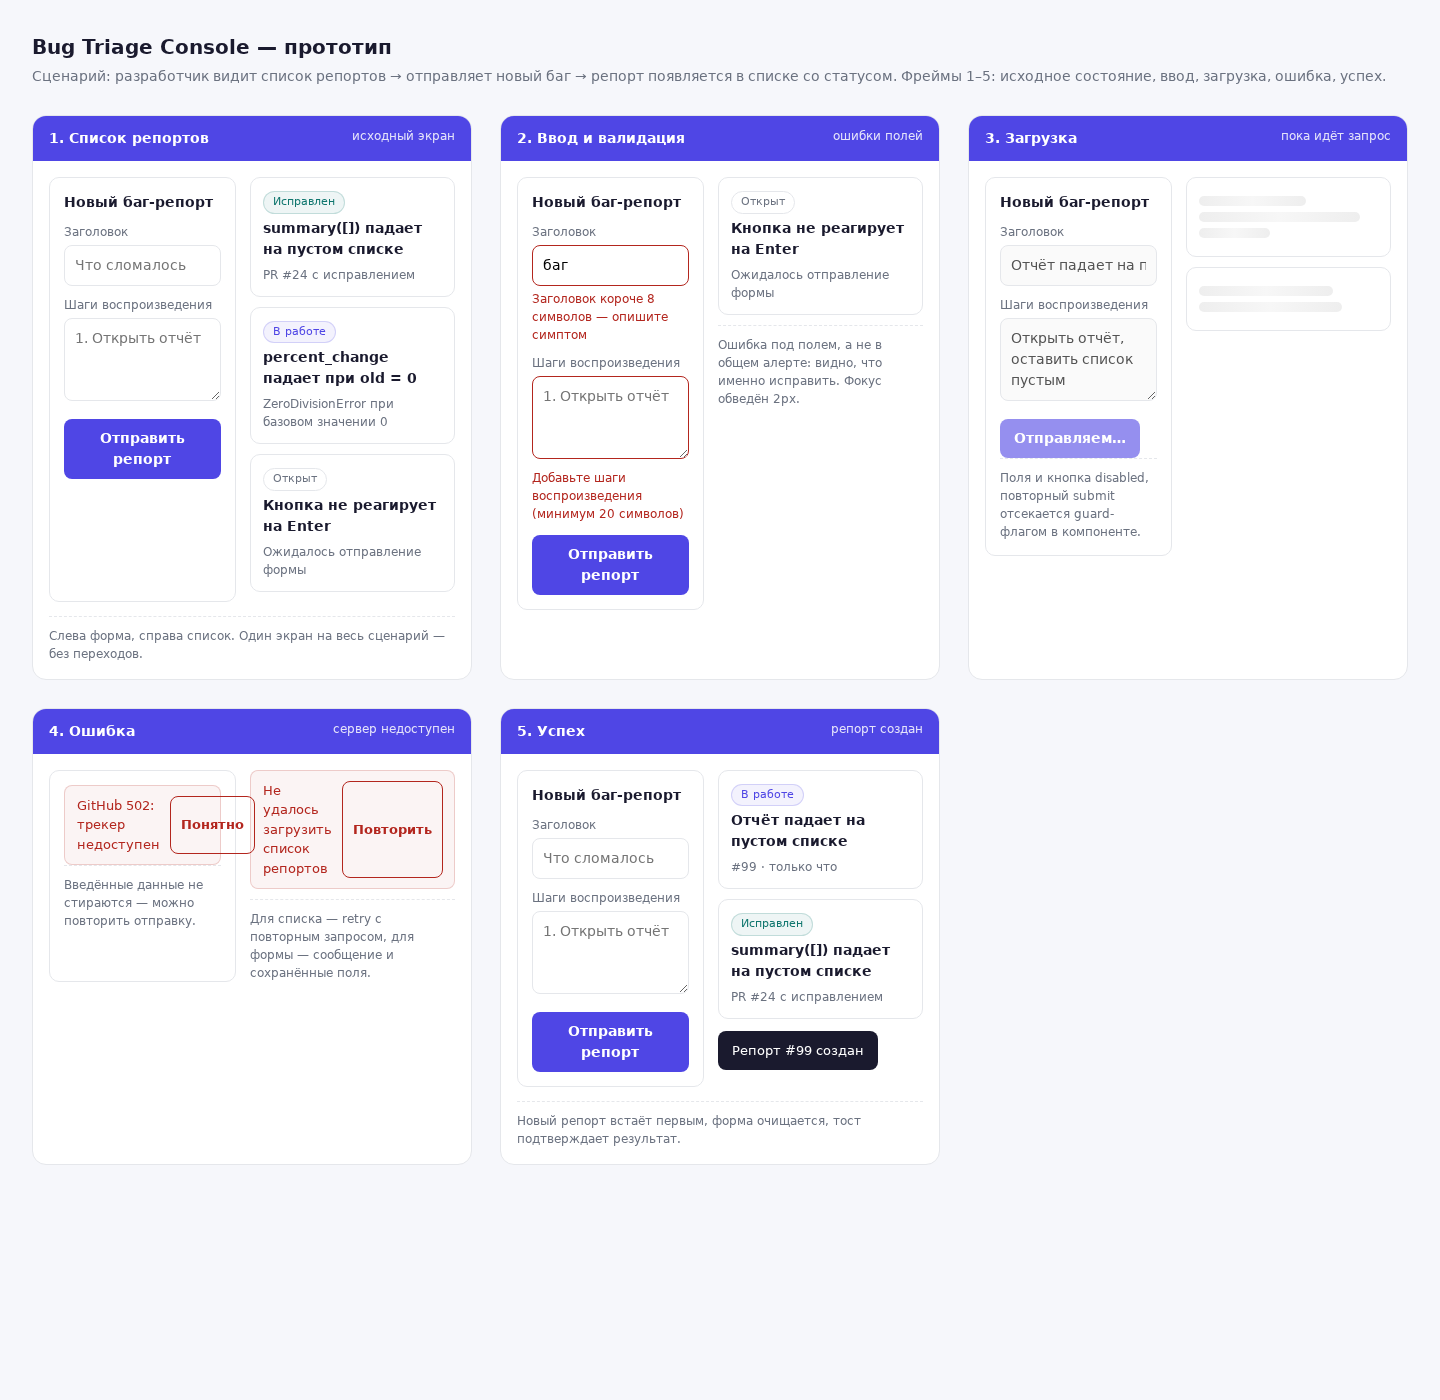 Bug Triage Console — прототип
Сценарий: разработчик видит список репортов → отправляет новый баг → репорт появляется в списке со статусом. Фреймы 1–5: исходное состояние, ввод, загрузка, ошибка, успех.
1. Список репортов
исходный экран
Новый баг-репорт
Заголовок
Что сломалось
Шаги воспроизведения
1. Открыть отчёт
Отправить
репорт
Исправлен
summary([]) падает
на пустом списке
PR #24 с исправлением
В работе
percent_change
падает при old = 0
ZeroDivisionError при
базовом значении 0
Открыт
Кнопка не реагирует
на Enter
Ожидалось отправление
формы
Слева форма, справа список. Один экран на весь сценарий —
без переходов.
2. Ввод и валидация
ошибки полей
Новый баг-репорт
Заголовок
баг
Заголовок короче 8
символов — опишите
симптом
Шаги воспроизведения
1. Открыть отчёт
Добавьте шаги
воспроизведения
(минимум 20 символов)
Отправить
репорт
Открыт
Кнопка не реагирует
на Enter
Ожидалось отправление
формы
Ошибка под полем, а не в
общем алерте: видно, что
именно исправить. Фокус
обведён 2px.
3. Загрузка
пока идёт запрос
Новый баг-репорт
Заголовок
Отчёт падает на п
Шаги воспроизведения
Открыть отчёт,
оставить список
пустым
Отправляем…
Поля и кнопка disabled,
повторный submit
отсекается guard-
флагом в компоненте.
4. Ошибка
сервер недоступен
GitHub 502:
трекер
недоступен
Понятно
Введённые данные не
стираются — можно
повторить отправку.
Не
удалось
загрузить
список
репортов
Повторить
Для списка — retry с
повторным запросом, для
формы — сообщение и
сохранённые поля.
5. Успех
репорт создан
Новый баг-репорт
Заголовок
Что сломалось
Шаги воспроизведения
1. Открыть отчёт
Отправить
репорт
В работе
Отчёт падает на
пустом списке
#99 · только что
Исправлен
summary([]) падает
на пустом списке
PR #24 с исправлением
Репорт #99 создан
Новый репорт встаёт первым, форма очищается, тост
подтверждает результат.